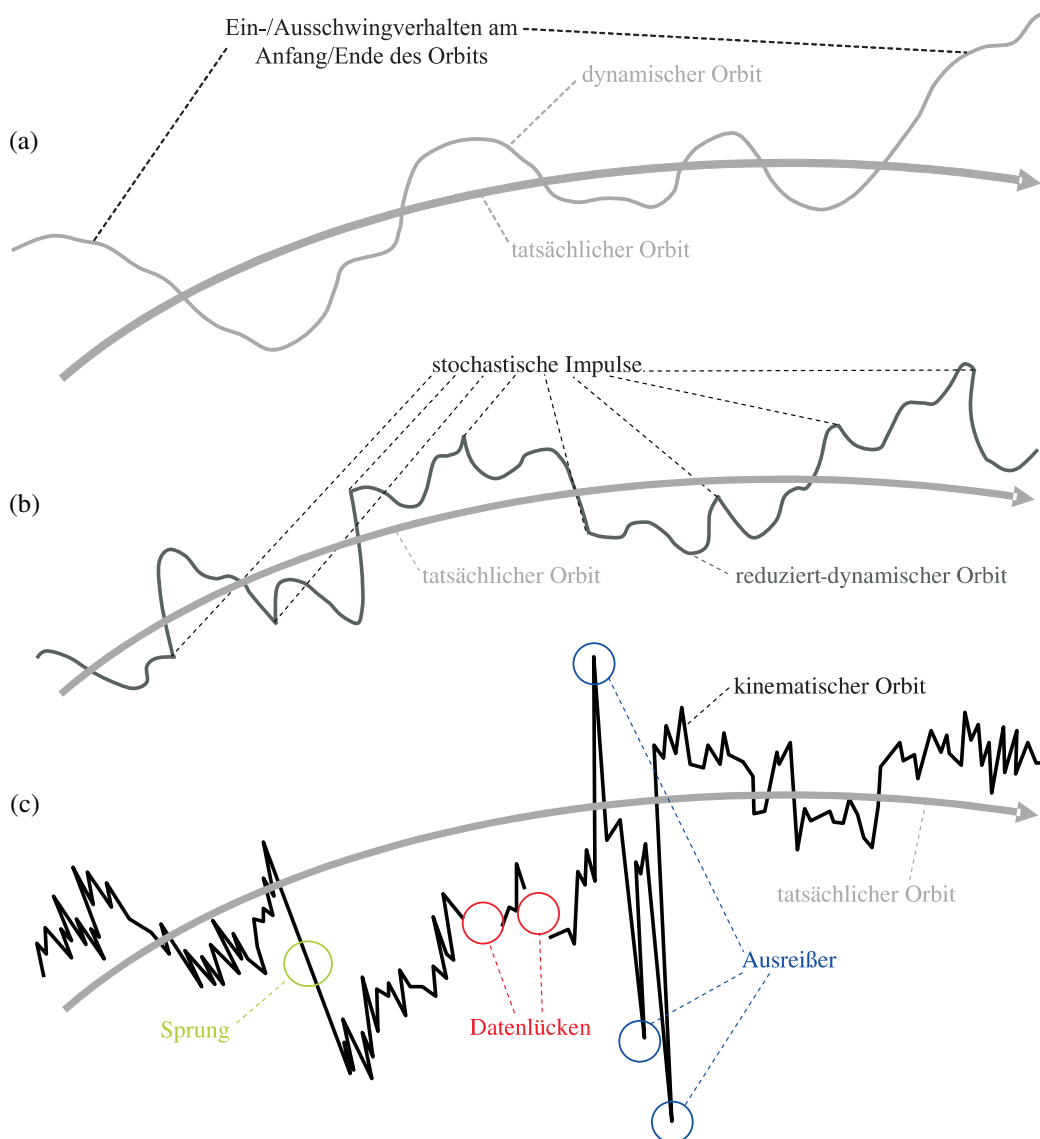 Ein-/Ausschwingverhalten am
Anfang/Ende des Orbits
dynamischer Orbit
(a)
tatsächlicher Orbit
stochastische Impulse
(b)
tatsächlicher Orbit
reduziert-dynamischer Orbit
kinematischer Orbit
(c)
tatsächlicher Orbit
Ausreißer
Sprung
Datenlücken